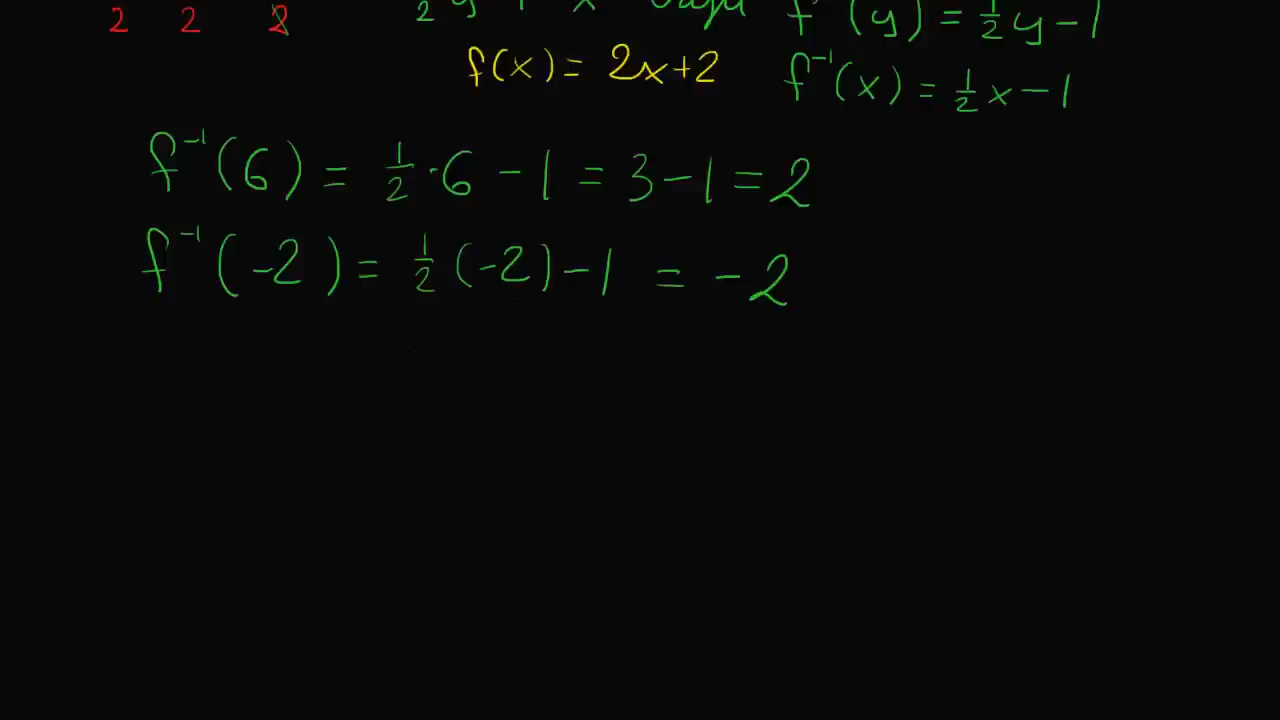 2 2 2
f⁻¹(y) = ½y − 1
f(x) = 2x+2
f⁻¹(x) = ½x − 1
f⁻¹(6) = ½·6 − 1 = 3 − 1 = 2
f⁻¹(-2) = ½(-2) − 1 = -2